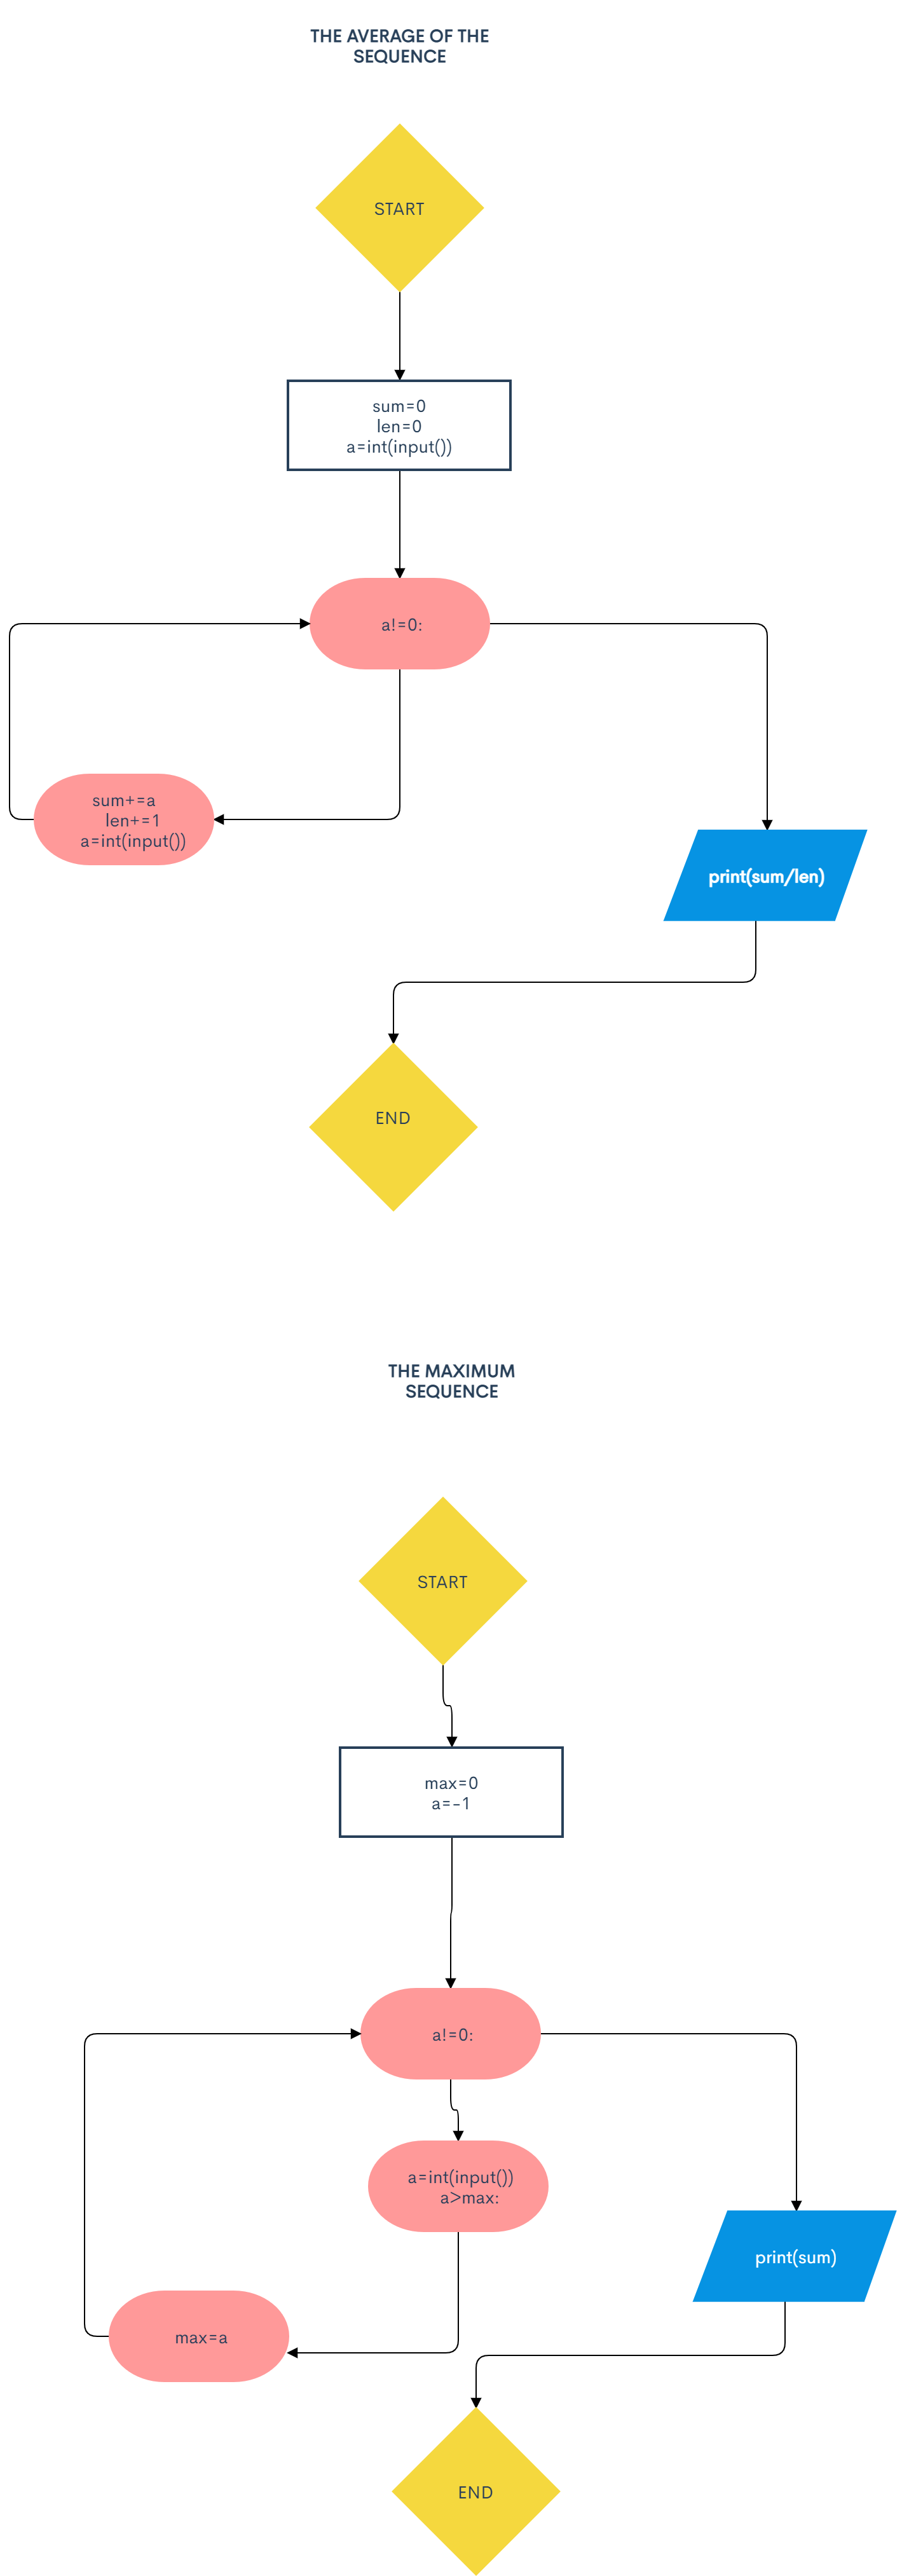 THE AVERAGE OF THE
SEQUENCE
START
sum=0
len=0
a=int(input())
a!=0:
sum+=a
len+=1
a=int(input())
print(sum/len)
END
THE MAXIMUM
SEQUENCE
START
max=0
a=-1
a!=0:
a=int(input())
a>max:
print(sum)
max=a
END